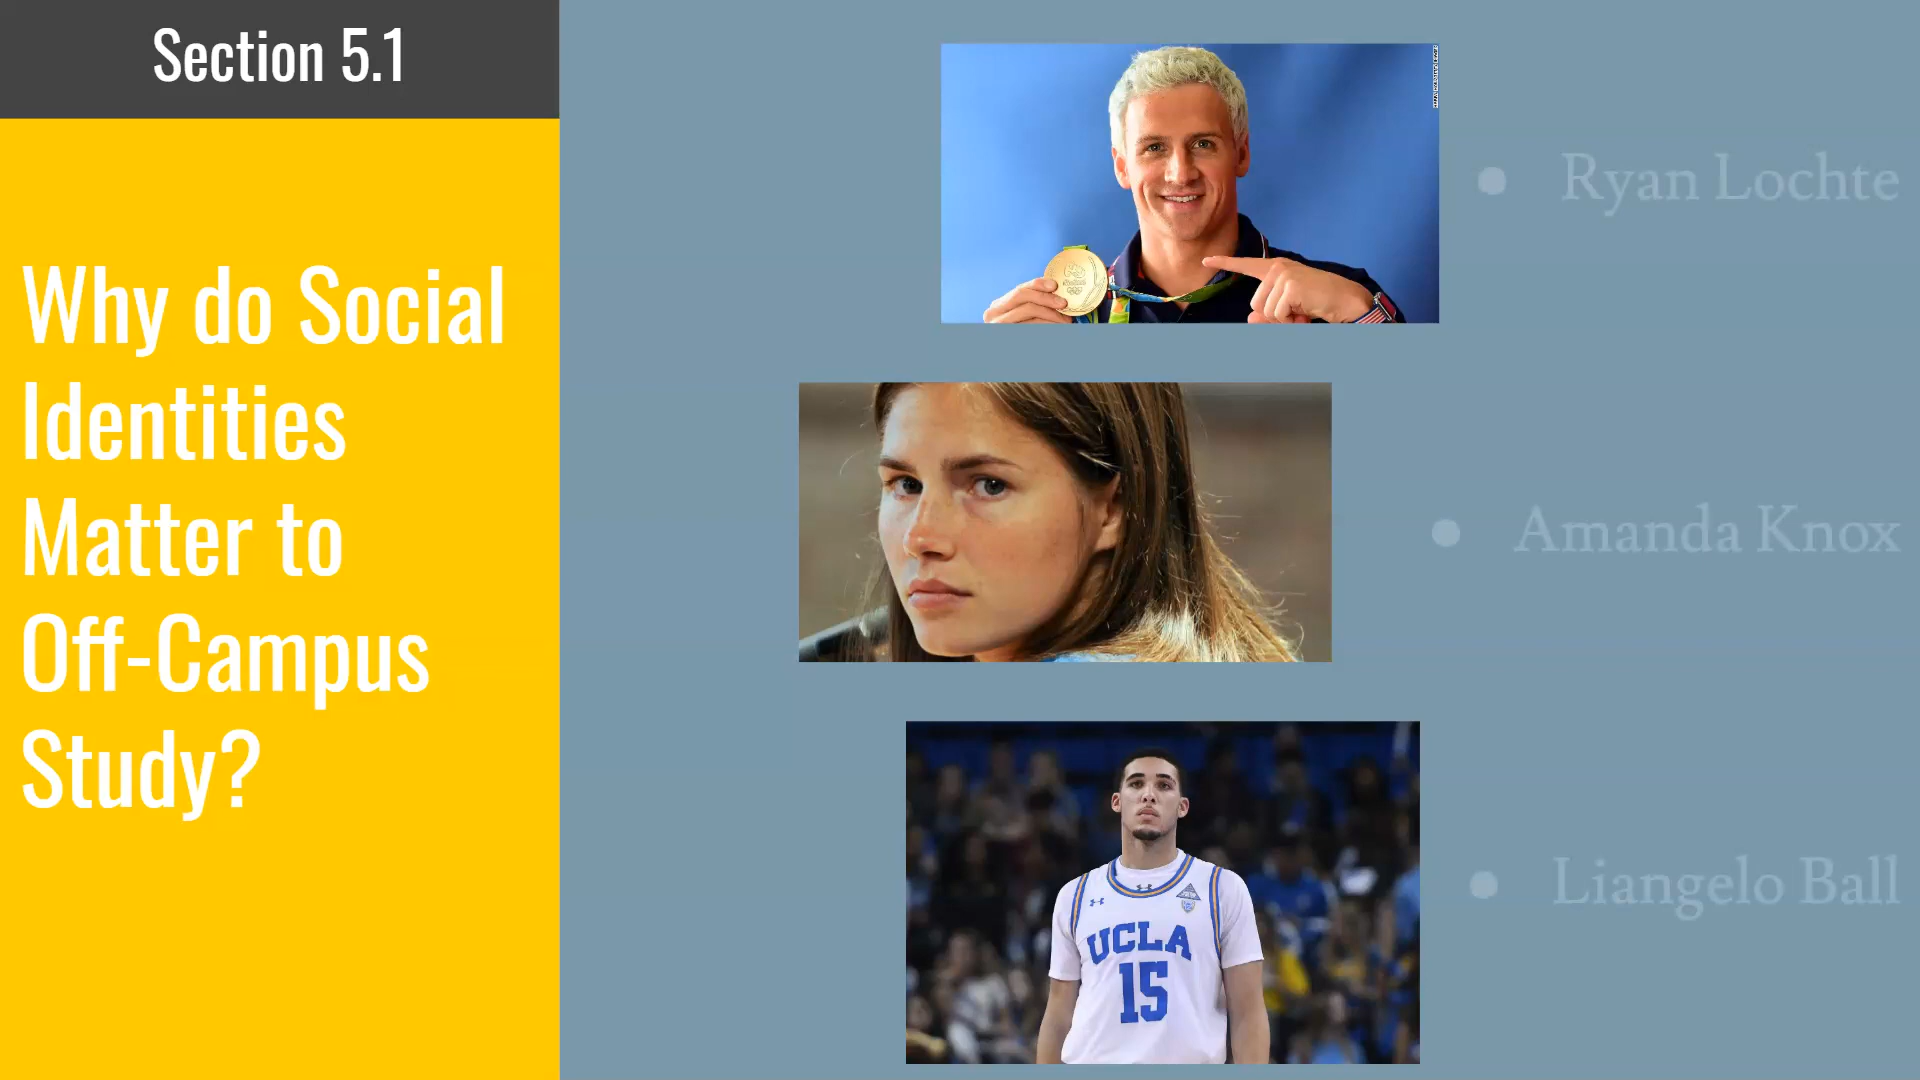 Section 5.1
Why do Social
Identities
Matter to
Off-Campus
Study?
● Ryan Lochte
● Amanda Knox
● Liangelo Ball
UCLA
15